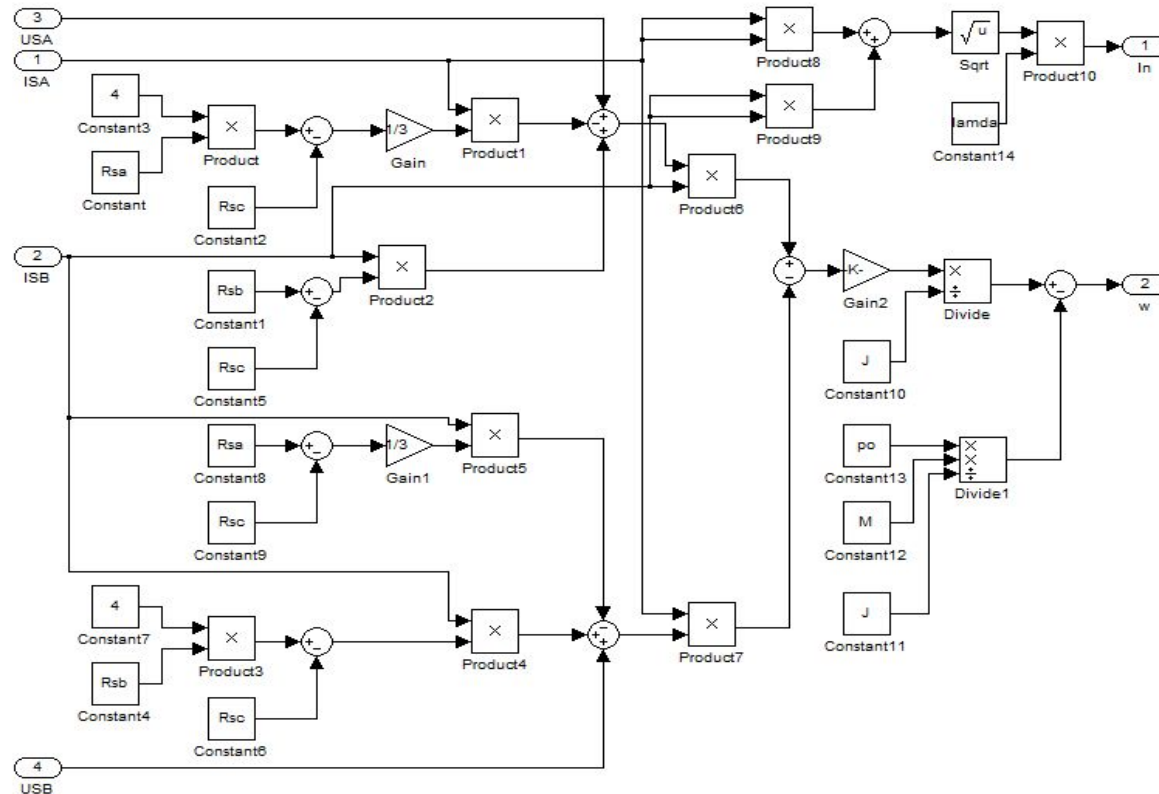 3
USA
1
ISA
4
Constant3
Rsa
Constant
×
Product
Rsc
Constant2
1/3
Gain
×
Product1
×
Product8
×
Product9
√u
Sqrt
×
Product10
1
In
lamda
Constant14
×
Product6
2
ISB
Rsb
Constant1
×
Product2
Rsc
Constant5
-K-
Gain2
×
÷
Divide
2
w
J
Constant10
Rsa
Constant8
1/3
Gain1
×
Product5
Rsc
Constant9
po
Constant13
×
×
÷
Divide1
M
Constant12
4
Constant7
×
Product3
×
Product4
×
Product7
J
Constant11
Rsb
Constant4
Rsc
Constant6
4
USB